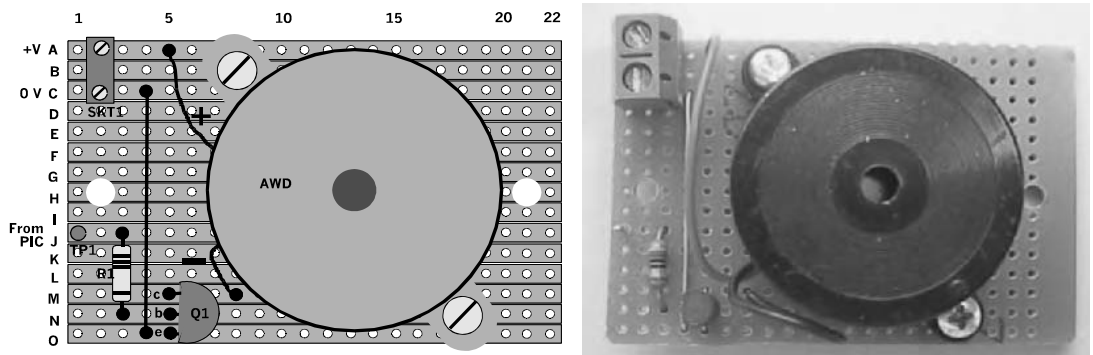 1 5 10 15 20 22
+V A
B
0 V C
SKT1
D
+
E
F
G
AWD
H
I
From
PIC J
TP1
K
R1
L
c M
b Q1 N
e O